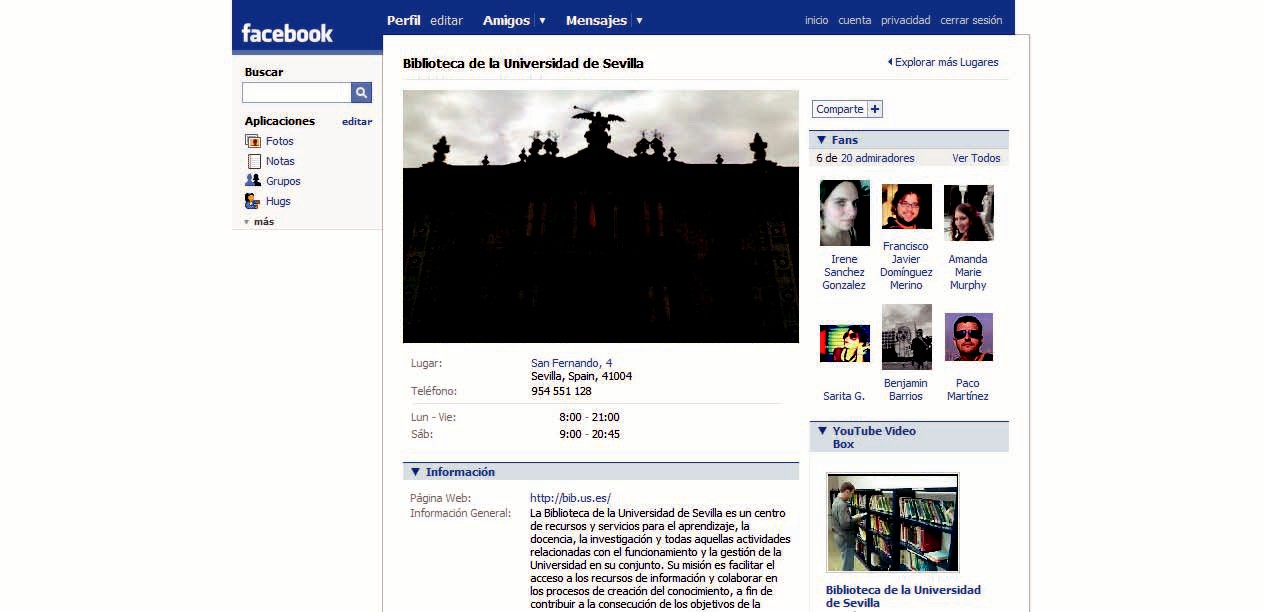 facebook
Perfil editar Amigos Mensajes inicio cuenta privacidad cerrar sesión
Buscar
Aplicaciones editar
Fotos
Notas
Grupos
Hugs
más
Biblioteca de la Universidad de Sevilla
Explorar más Lugares
Lugar: San Fernando, 4
Sevilla, Spain, 41004
Teléfono: 954 551 128
Lun - Vie: 8:00 - 21:00
Sáb: 9:00 - 20:45
Información
Página Web: http://bib.us.es/
Información General: La Biblioteca de la Universidad de Sevilla es un centro
de recursos y servicios para el aprendizaje, la
docencia, la investigación y todas aquellas actividades
relacionadas con el funcionamiento y la gestión de la
Universidad en su conjunto. Su misión es facilitar el
acceso a los recursos de información y colaborar en
los procesos de creación del conocimiento, a fin de
contribuir a la consecución de los objetivos de la
Comparte +
Fans
6 de 20 admiradores Ver Todos
Irene
Sanchez
Gonzalez
Francisco
Javier
Domínguez
Merino
Amanda
Marie
Murphy
Sarita G.
Benjamin
Barrios
Paco
Martínez
YouTube Video
Box
Biblioteca de la Universidad
de Sevilla